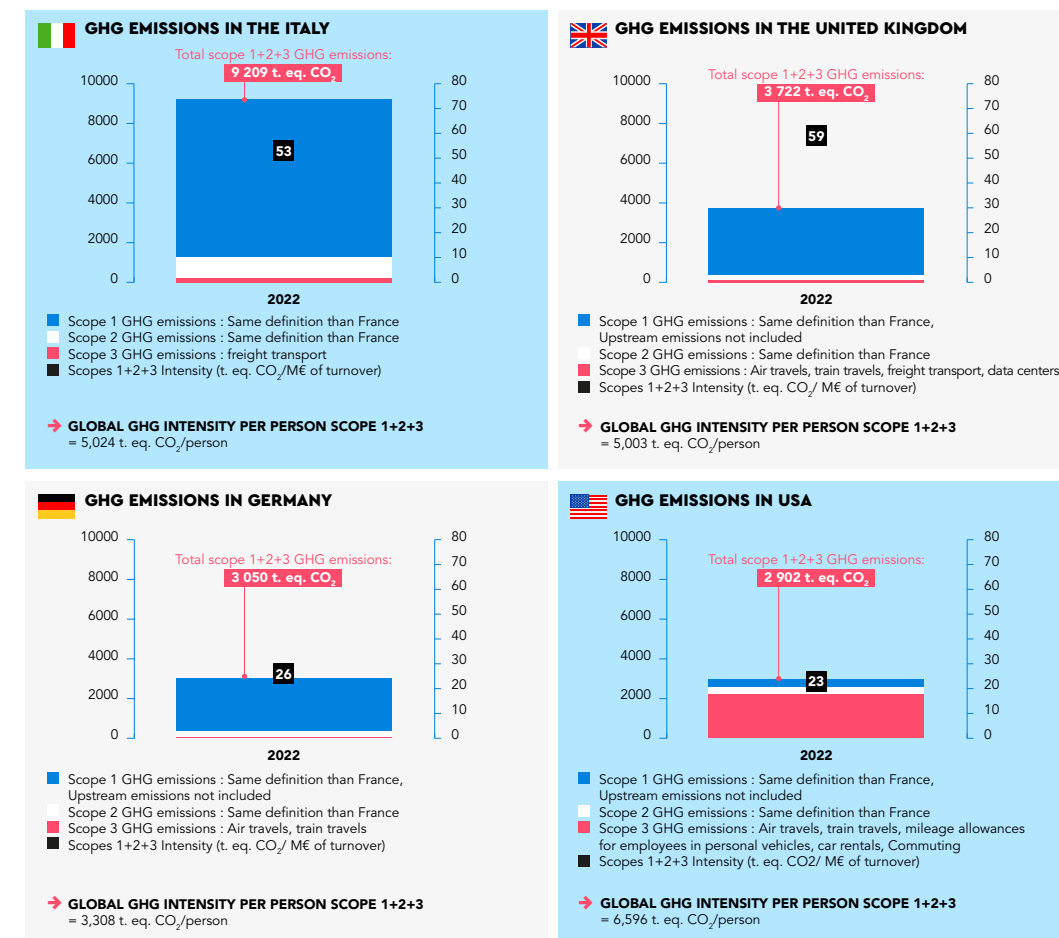 GHG EMISSIONS IN THE ITALY
Total scope 1+2+3 GHG emissions:
9 209 t. eq. CO2
10000
8000
6000
4000
2000
0
80
70
60
50
40
30
20
10
0
53
2022
Scope 1 GHG emissions : Same definition than France
Scope 2 GHG emissions : Same definition than France
Scope 3 GHG emissions : freight transport
Scopes 1+2+3 Intensity (t. eq. CO2/M€ of turnover)
GLOBAL GHG INTENSITY PER PERSON SCOPE 1+2+3
= 5,024 t. eq. CO2/person
GHG EMISSIONS IN THE UNITED KINGDOM
Total scope 1+2+3 GHG emissions:
3 722 t. eq. CO2
10000
8000
6000
4000
2000
0
80
70
60
50
40
30
20
10
0
59
2022
Scope 1 GHG emissions : Same definition than France,
Upstream emissions not included
Scope 2 GHG emissions : Same definition than France
Scope 3 GHG emissions : Air travels, train travels, freight transport, data centers
Scopes 1+2+3 Intensity (t. eq. CO2/ M€ of turnover)
GLOBAL GHG INTENSITY PER PERSON SCOPE 1+2+3
= 5,003 t. eq. CO2/person
GHG EMISSIONS IN GERMANY
10000
8000
6000
4000
2000
0
80
70
60
50
40
30
20
10
0
Total scope 1+2+3 GHG emissions:
3 050 t. eq. CO2
26
2022
Scope 1 GHG emissions : Same definition than France,
Upstream emissions not included
Scope 2 GHG emissions : Same definition than France
Scope 3 GHG emissions : Air travels, train travels
Scopes 1+2+3 Intensity (t. eq. CO2/ M€ of turnover)
GLOBAL GHG INTENSITY PER PERSON SCOPE 1+2+3
= 3,308 t. eq. CO2/person
GHG EMISSIONS IN USA
10000
8000
6000
4000
2000
0
80
70
60
50
40
30
20
10
0
Total scope 1+2+3 GHG emissions:
2 902 t. eq. CO2
23
2022
Scope 1 GHG emissions : Same definition than France,
Upstream emissions not included
Scope 2 GHG emissions : Same definition than France
Scope 3 GHG emissions : Air travels, train travels, mileage allowances
for employees in personal vehicles, car rentals, Commuting
Scopes 1+2+3 Intensity (t. eq. CO2/ M€ of turnover)
GLOBAL GHG INTENSITY PER PERSON SCOPE 1+2+3
= 6,596 t. eq. CO2/person